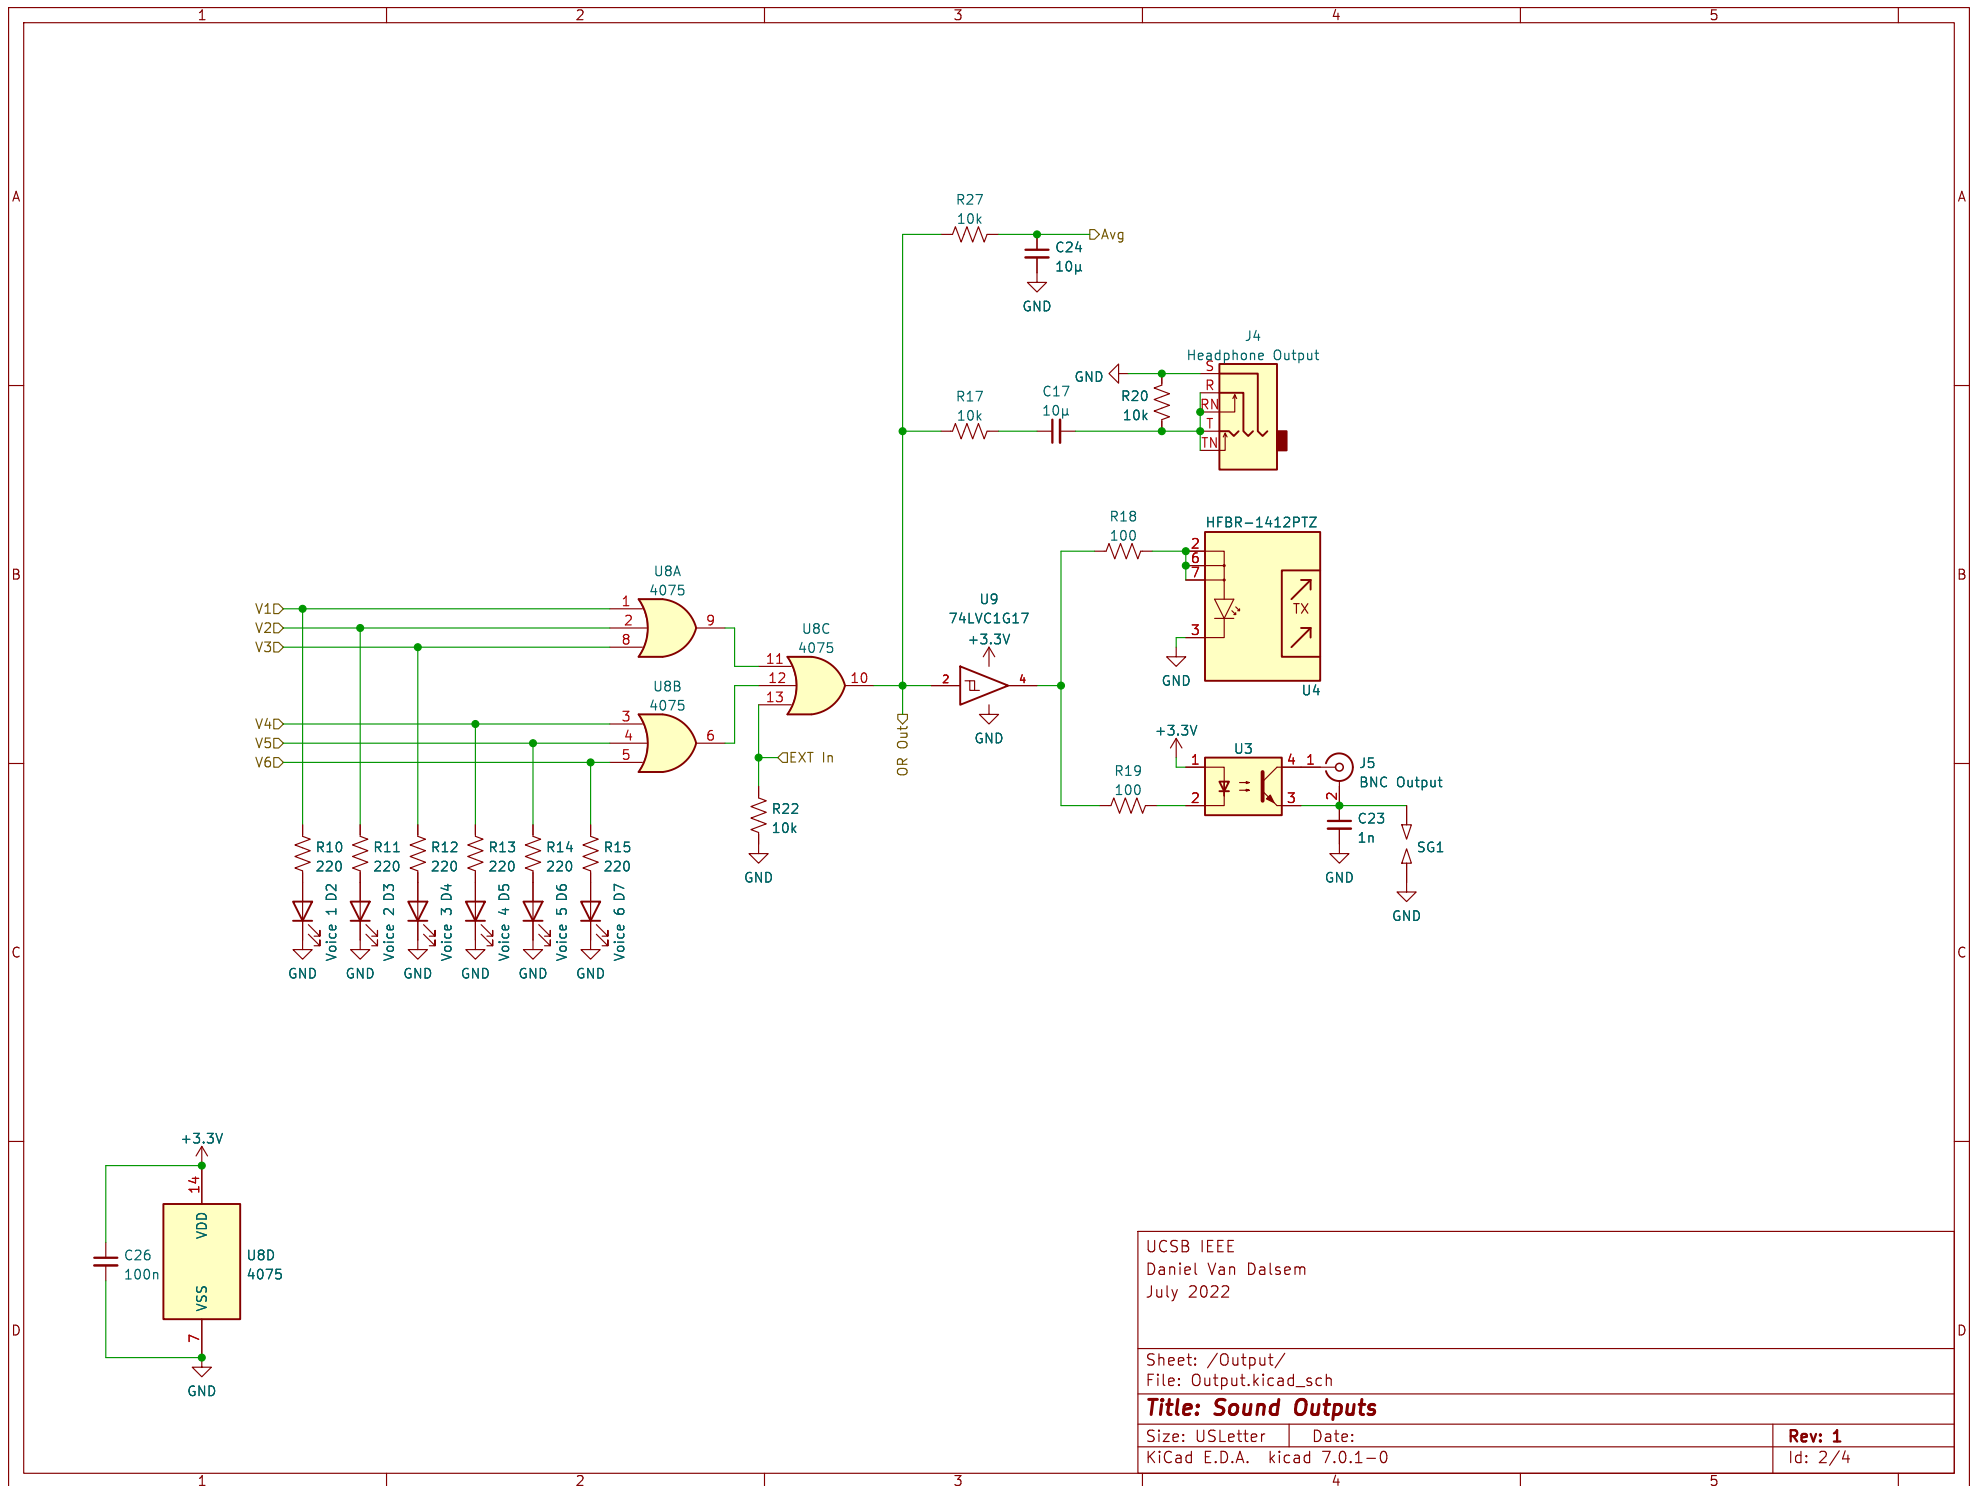 1 2 3 4 5
A A
R27
10k
Avg
C24
10µ
GND
J4
Headphone Output
GND
S
R
RN
T
TN
R20
10k
C17
10µ
R17
10k
R18
100
HFBR-1412PTZ
2
6
7
3
TX
GND
U4
B B
U8A
4075
1
2
8
9
V1
V2
V3
U8B
4075
3
4
5
6
V4
V5
V6
U8C
4075
11
12
13
10
EXT In
R22
10k
GND
OR Out
U9
74LVC1G17
+3.3V
2
4
GND
+3.3V
U3
1
2
4
3
R19
100
1
2
J5
BNC Output
C23
1n
GND
SG1
GND
R10
220
R11
220
R12
220
R13
220
R14
220
R15
220
Voice 1 D2
Voice 2 D3
Voice 3 D4
Voice 4 D5
Voice 5 D6
Voice 6 D7
GND GND GND GND GND GND
C C
+3.3V
14
VDD
VSS
7
C26
100n
U8D
4075
GND
D D
UCSB IEEE
Daniel Van Dalsem
July 2022
Sheet: /Output/
File: Output.kicad_sch
Title: Sound Outputs
Size: USLetter Date:
Rev: 1
KiCad E.D.A. kicad 7.0.1-0
Id: 2/4
1 2 3 4 5